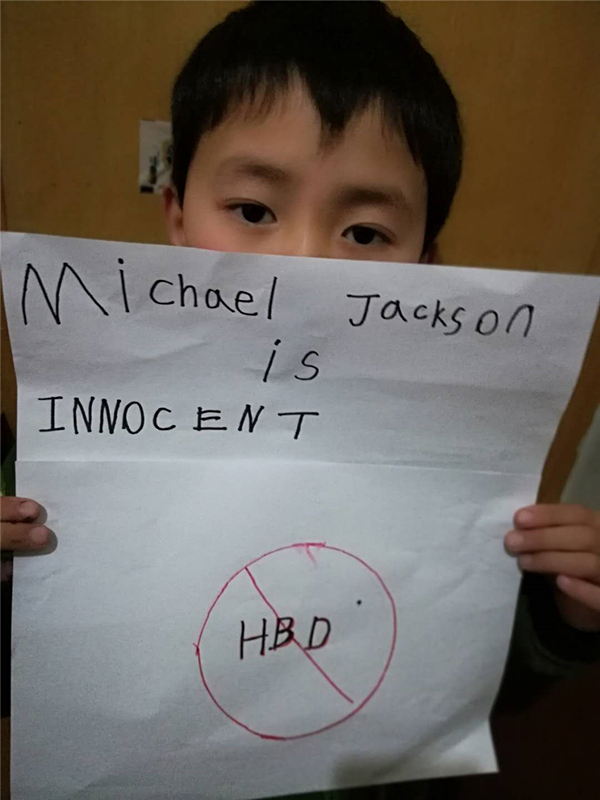 Michael Jackson
is
INNOCENT
HBD